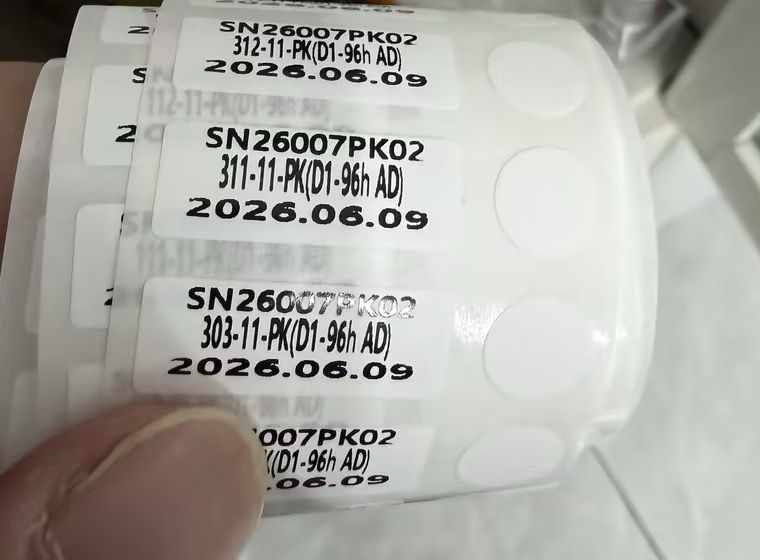 SN26007PK02
312-11-PK(D1-96h AD)
2026.06.09
SN26007PK02
311-11-PK(D1-96h AD)
2026.06.09
SN26007PK02
303-11-PK(D1-96h AD)
2026.06.09
007PK02
(D1-96h AD)
.06.09